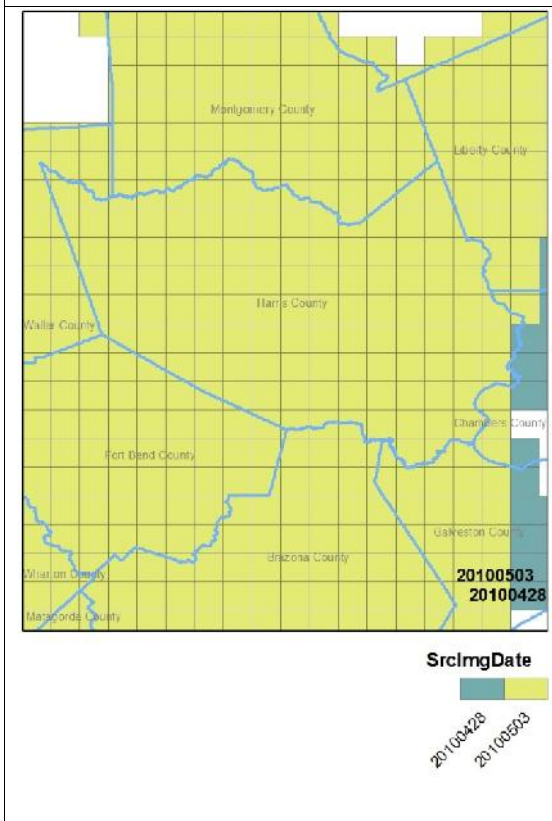 Montgomery County
Liberty County
Harris County
Waller County
Chambers County
Fort Bend County
Galveston County
Brazoria County
Wharton County
20100503
20100428
Matagorda County
SrcImgDate
20100428
20100503